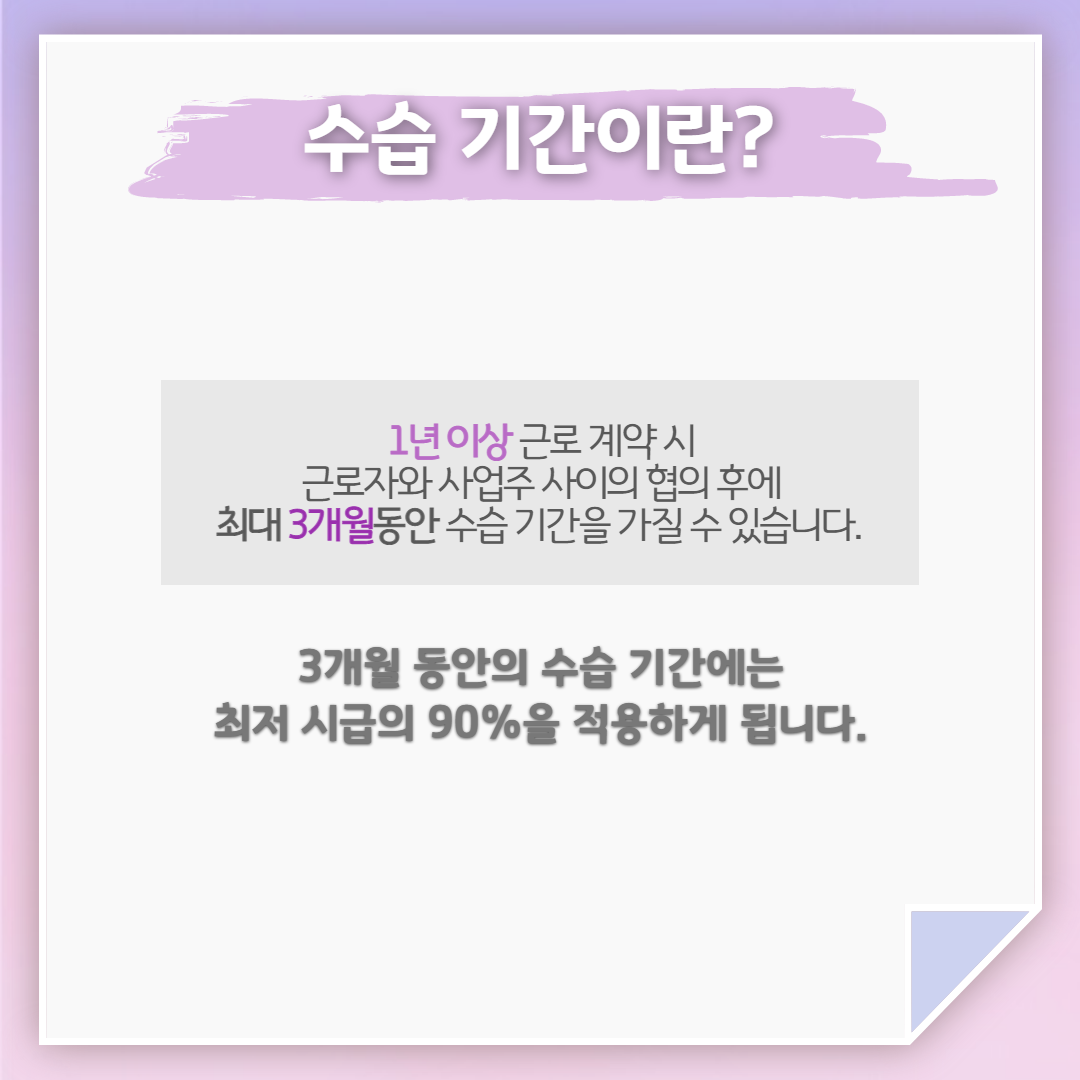 수습 기간이란?
1년 이상 근로 계약 시
근로자와 사업주 사이의 협의 후에
최대 3개월동안 수습 기간을 가질 수 있습니다.
3개월 동안의 수습 기간에는
최저 시급의 90%을 적용하게 됩니다.